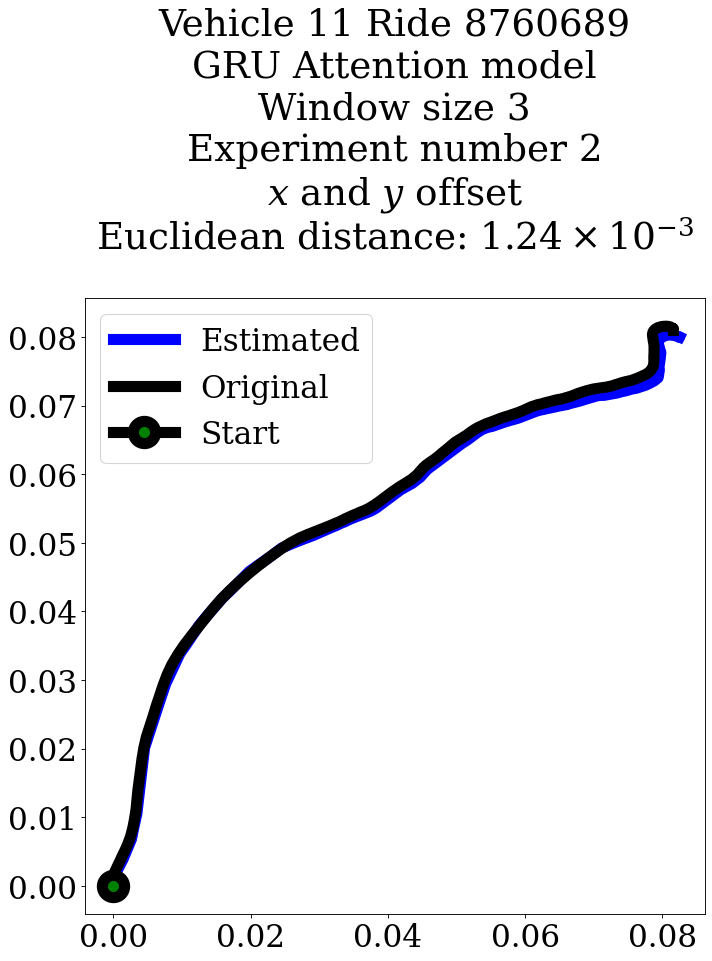 Vehicle 11 Ride 8760689
GRU Attention model
Window size 3
Experiment number 2
x and y offset
Euclidean distance: 1.24 × 10⁻³
Estimated
Original
Start
0.08
0.07
0.06
0.05
0.04
0.03
0.02
0.01
0.00
0.00 0.02 0.04 0.06 0.08